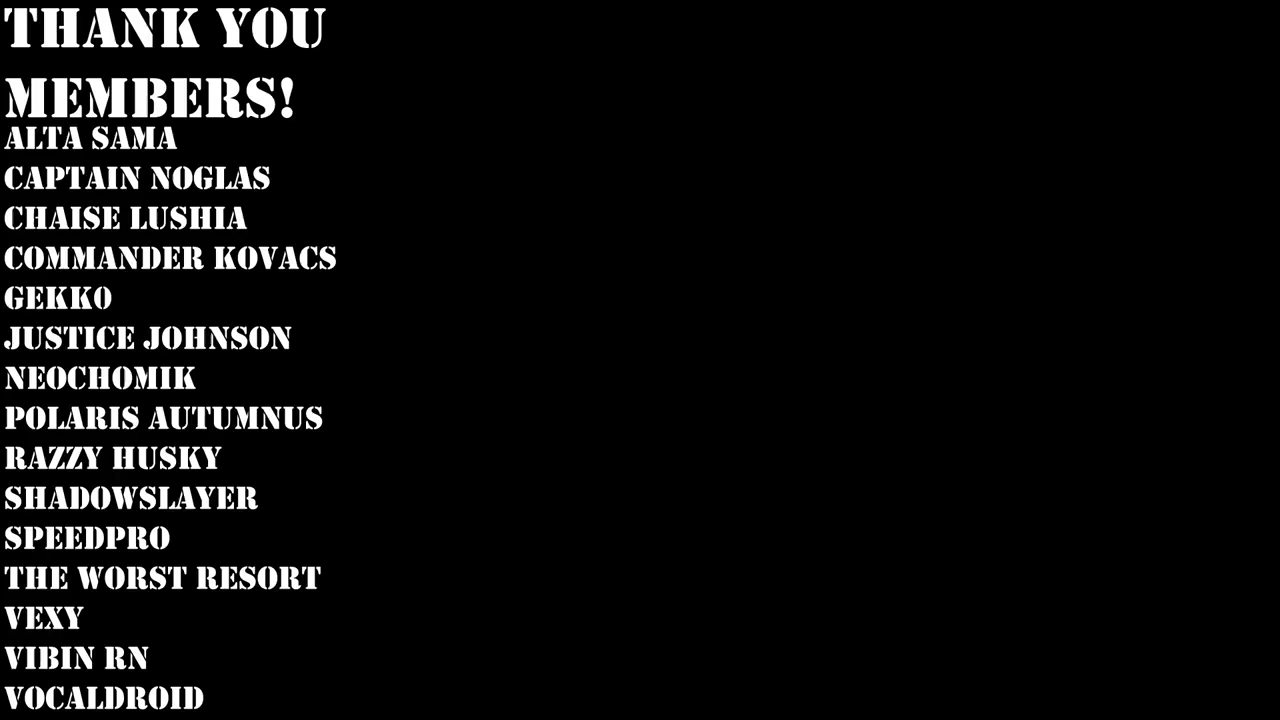 THANK YOU
MEMBERS!
ALTA SAMA
CAPTAIN NOGLAS
CHAISE LUSHIA
COMMANDER KOVACS
GEKKO
JUSTICE JOHNSON
NEOCHOMIK
POLARIS AUTUMNUS
RAZZY HUSKY
SHADOWSLAYER
SPEEDPRO
THE WORST RESORT
VEXY
VIBIN RN
VOCALDROID